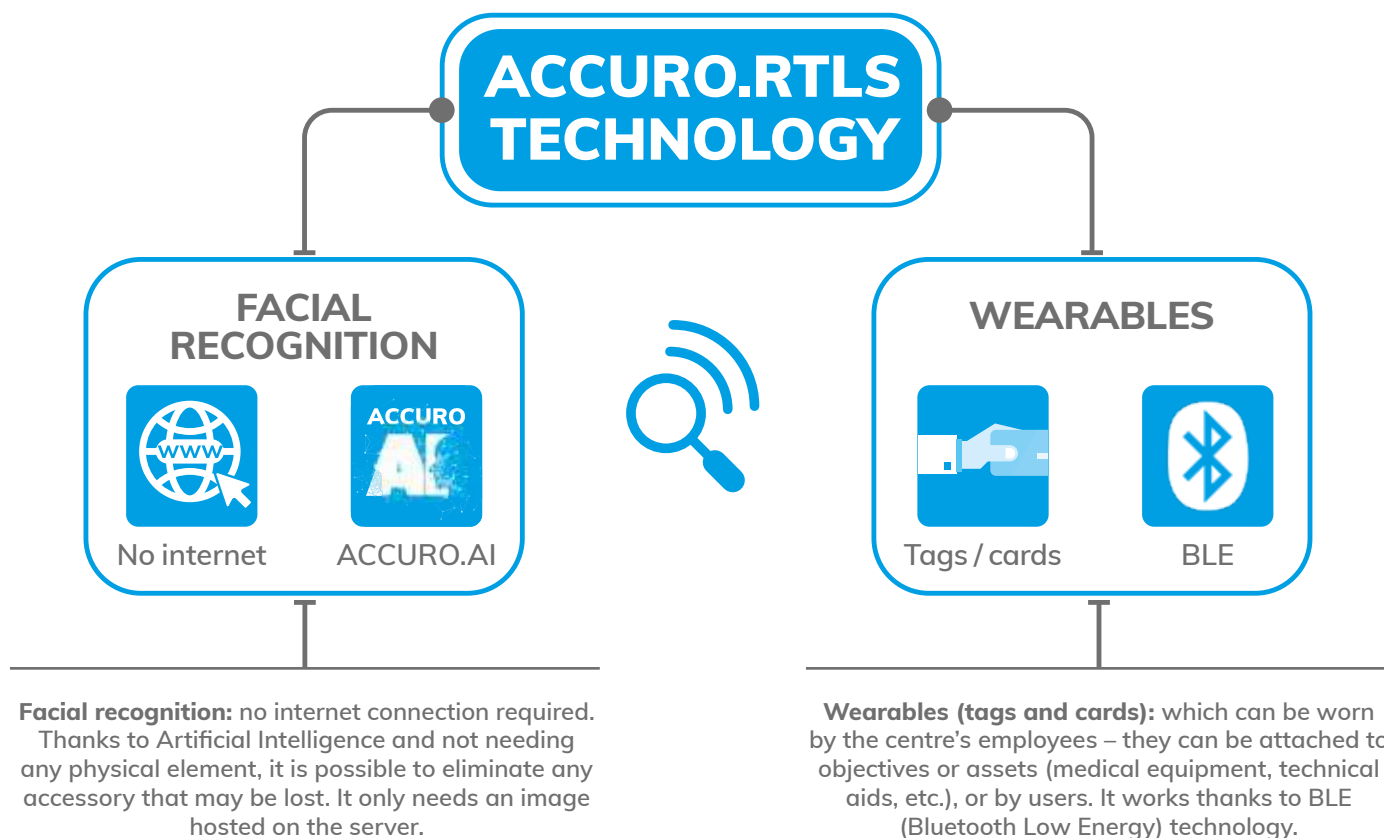 ACCURO.RTLS
TECHNOLOGY
FACIAL
RECOGNITION
www
ACCURO
AI
No internet
ACCURO.AI
WEARABLES
Tags / cards
BLE
Facial recognition: no internet connection required.
Thanks to Artificial Intelligence and not needing
any physical element, it is possible to eliminate any
accessory that may be lost. It only needs an image
hosted on the server.
Wearables (tags and cards): which can be worn
by the centre’s employees – they can be attached to
objectives or assets (medical equipment, technical
aids, etc.), or by users. It works thanks to BLE
(Bluetooth Low Energy) technology.